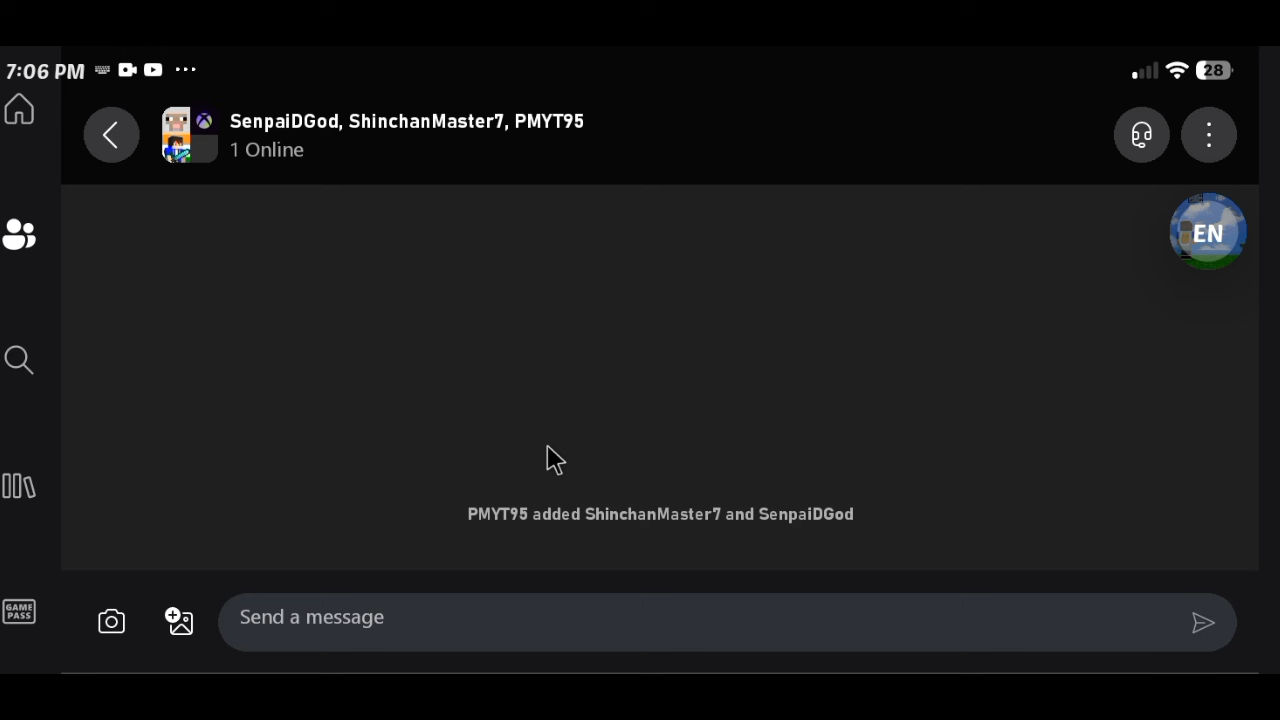 7:06 PM
28
SenpaiDGod, ShinchanMaster7, PMYT95
1 Online
EN
PMYT95 added ShinchanMaster7 and SenpaiDGod
GAME
PASS
Send a message